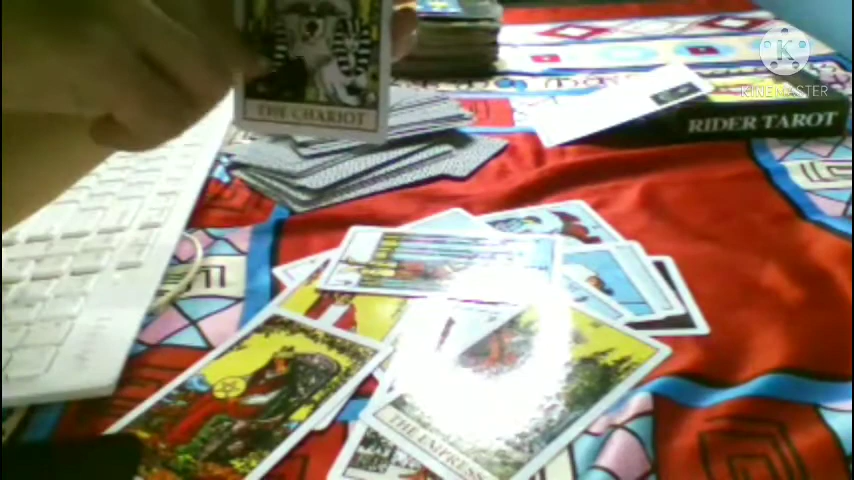 THE CHARIOT
K
KINEMASTER
RIDER TAROT
THE EMPRESS